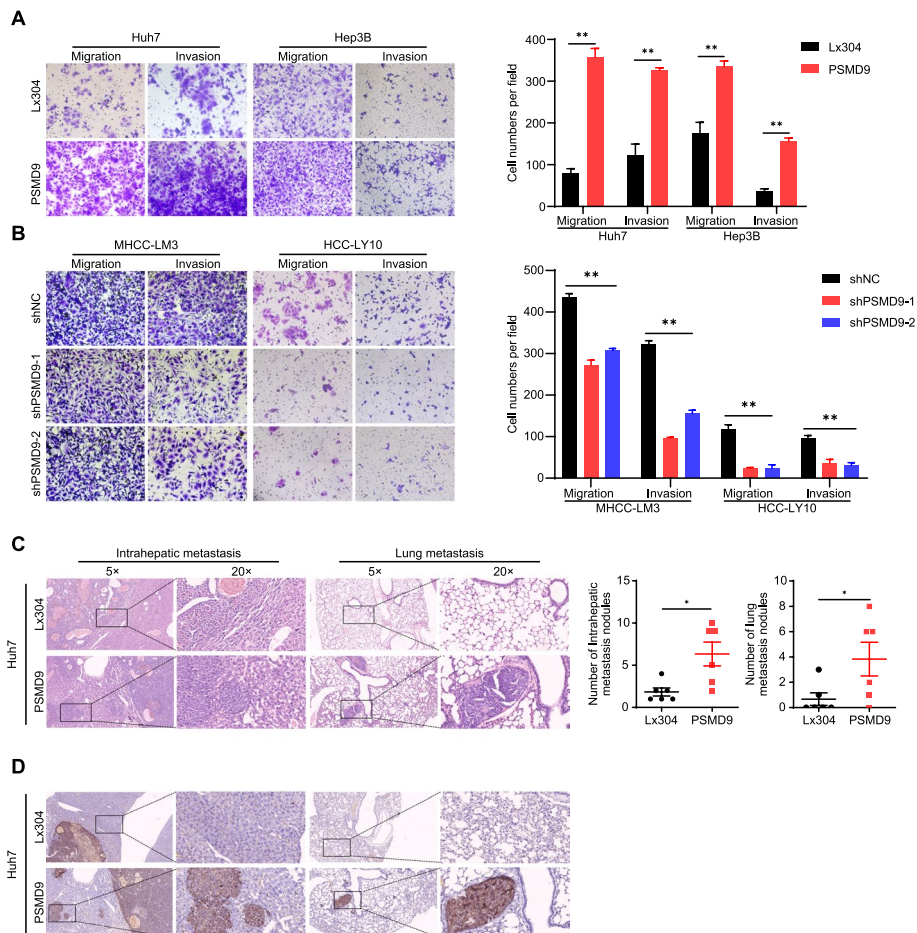 A
Huh7
Hep3B
Migration
Invasion
Migration
Invasion
Lx304
PSMD9
Cell numbers per field
400
300
200
100
0
**
**
**
**
Lx304
PSMD9
Migration
Invasion
Migration
Invasion
Huh7
Hep3B
B
MHCC-LM3
HCC-LY10
Migration
Invasion
Migration
Invasion
shNC
shPSMD9-1
shPSMD9-2
Cell numbers per field
500
400
300
200
100
0
**
**
**
**
shNC
shPSMD9-1
shPSMD9-2
Migration
Invasion
Migration
Invasion
MHCC-LM3
HCC-LY10
C
Intrahepatic metastasis
Lung metastasis
5×
20×
5×
20×
Huh7
Lx304
PSMD9
Number of Intrahepatic
metastasis nodules
15
10
5
0
*
Lx304
PSMD9
Number of lung
metastasis nodules
10
8
6
4
2
0
*
Lx304
PSMD9
D
Huh7
Lx304
PSMD9